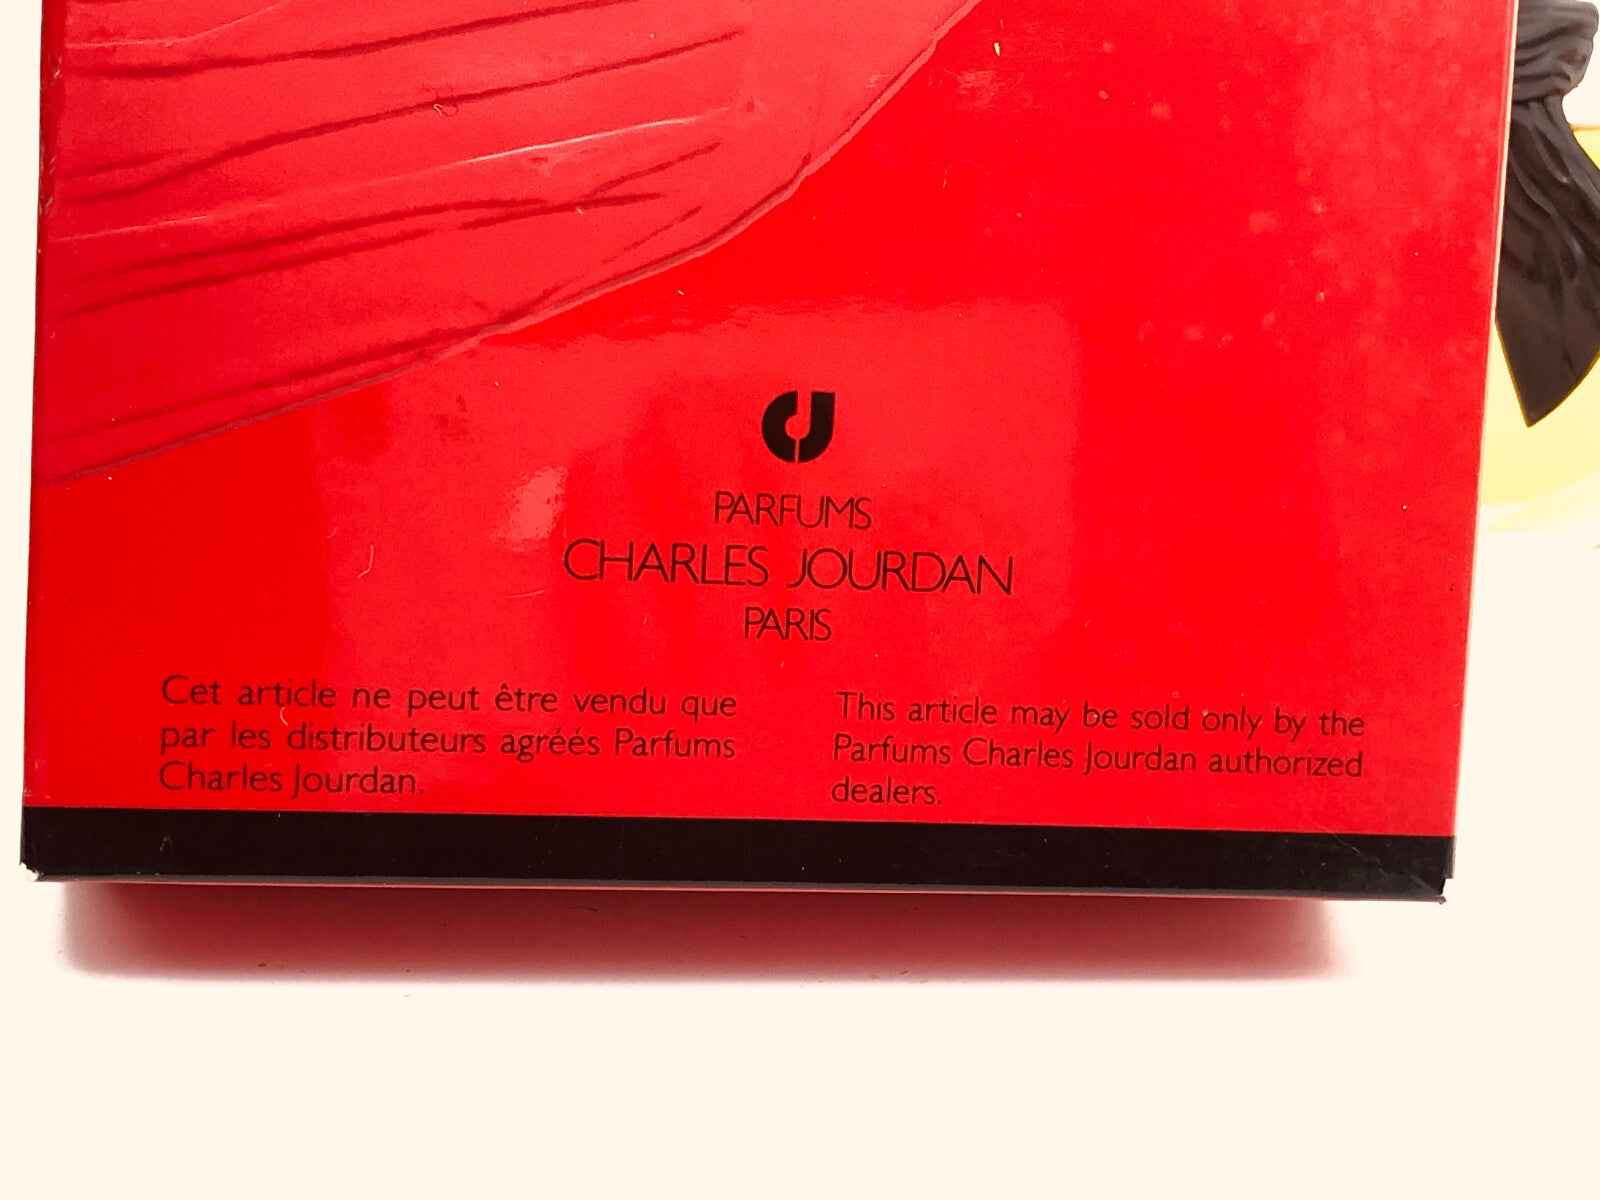 CJ
PARFUMS
CHARLES JOURDAN
PARIS
Cet article ne peut être vendu que
par les distributeurs agréés Parfums
Charles Jourdan.
This article may be sold only by the
Parfums Charles Jourdan authorized
dealers.